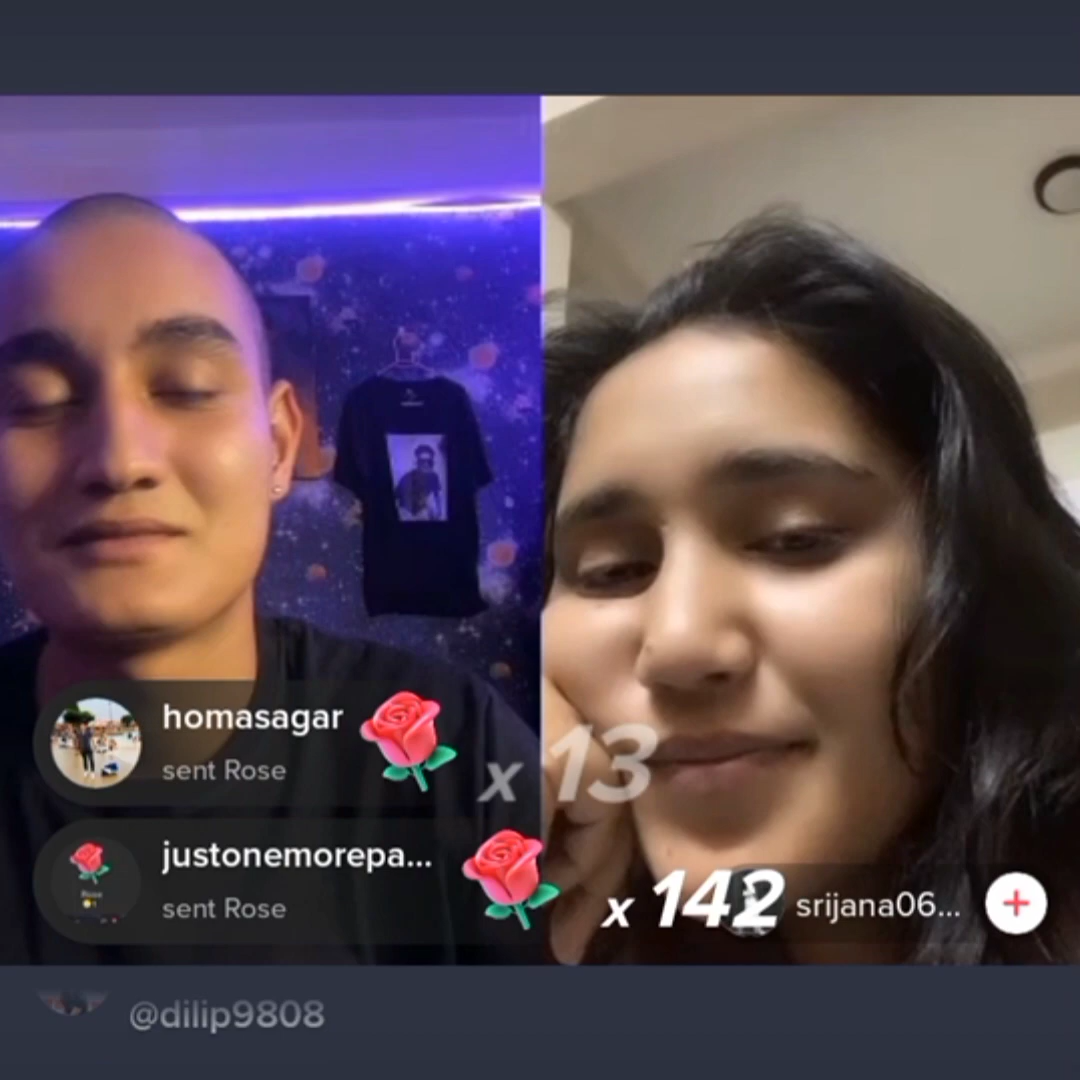 homasagar
sent Rose
x 13
justonemorepa...
sent Rose
x 142
srijana06...
@dilip9808